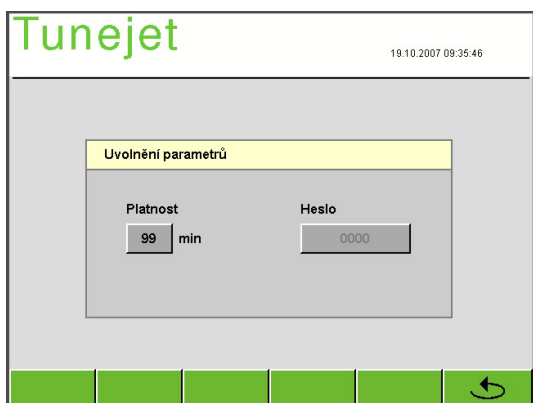 Tunejet
19.10.2007 09:35:46
Uvolnění parametrů
Platnost
Heslo
99 min
0000